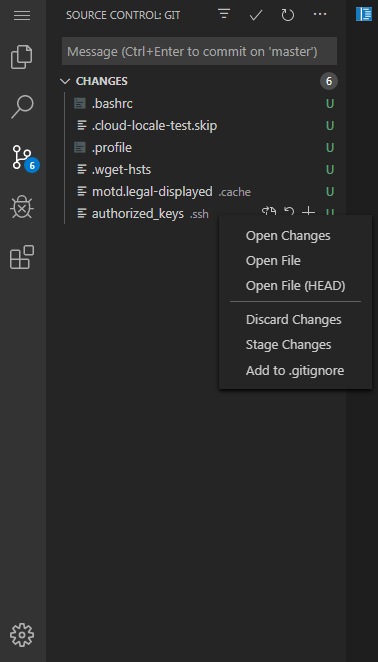 SOURCE CONTROL: GIT
Message (Ctrl+Enter to commit on 'master')
CHANGES 6
.bashrc U
.cloud-locale-test.skip U
.profile U
.wget-hsts U
motd.legal-displayed .cache U
authorized_keys .ssh U
6
Open Changes
Open File
Open File (HEAD)
Discard Changes
Stage Changes
Add to .gitignore